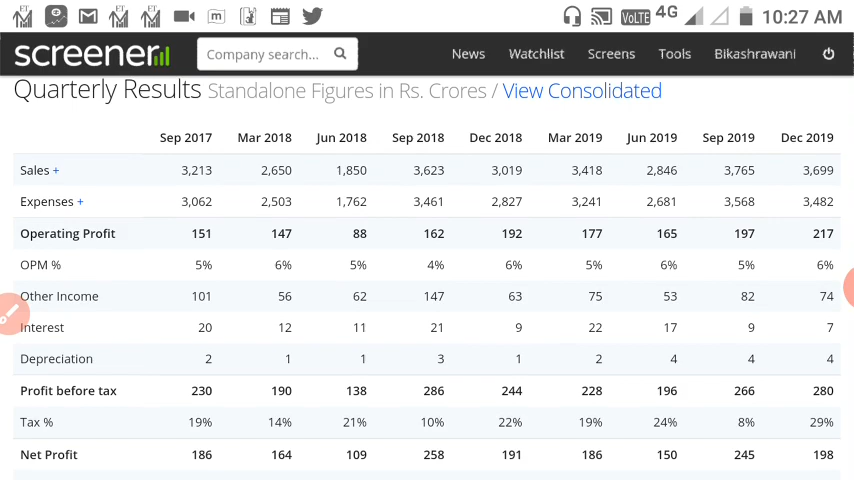 ET ET ET VoLTE 4G 10:27 AM
screener Company search... News Watchlist Screens Tools Bikashrawani
Quarterly Results Standalone Figures in Rs. Crores / View Consolidated
Sep 2017 Mar 2018 Jun 2018 Sep 2018 Dec 2018 Mar 2019 Jun 2019 Sep 2019 Dec 2019
Sales + 3,213 2,650 1,850 3,623 3,019 3,418 2,846 3,765 3,699
Expenses + 3,062 2,503 1,762 3,461 2,827 3,241 2,681 3,568 3,482
Operating Profit 151 147 88 162 192 177 165 197 217
OPM % 5% 6% 5% 4% 6% 5% 6% 5% 6%
Other Income 101 56 62 147 63 75 53 82 74
Interest 20 12 11 21 9 22 17 9 7
Depreciation 2 1 1 3 1 2 4 4 4
Profit before tax 230 190 138 286 244 228 196 266 280
Tax % 19% 14% 21% 10% 22% 19% 24% 8% 29%
Net Profit 186 164 109 258 191 186 150 245 198